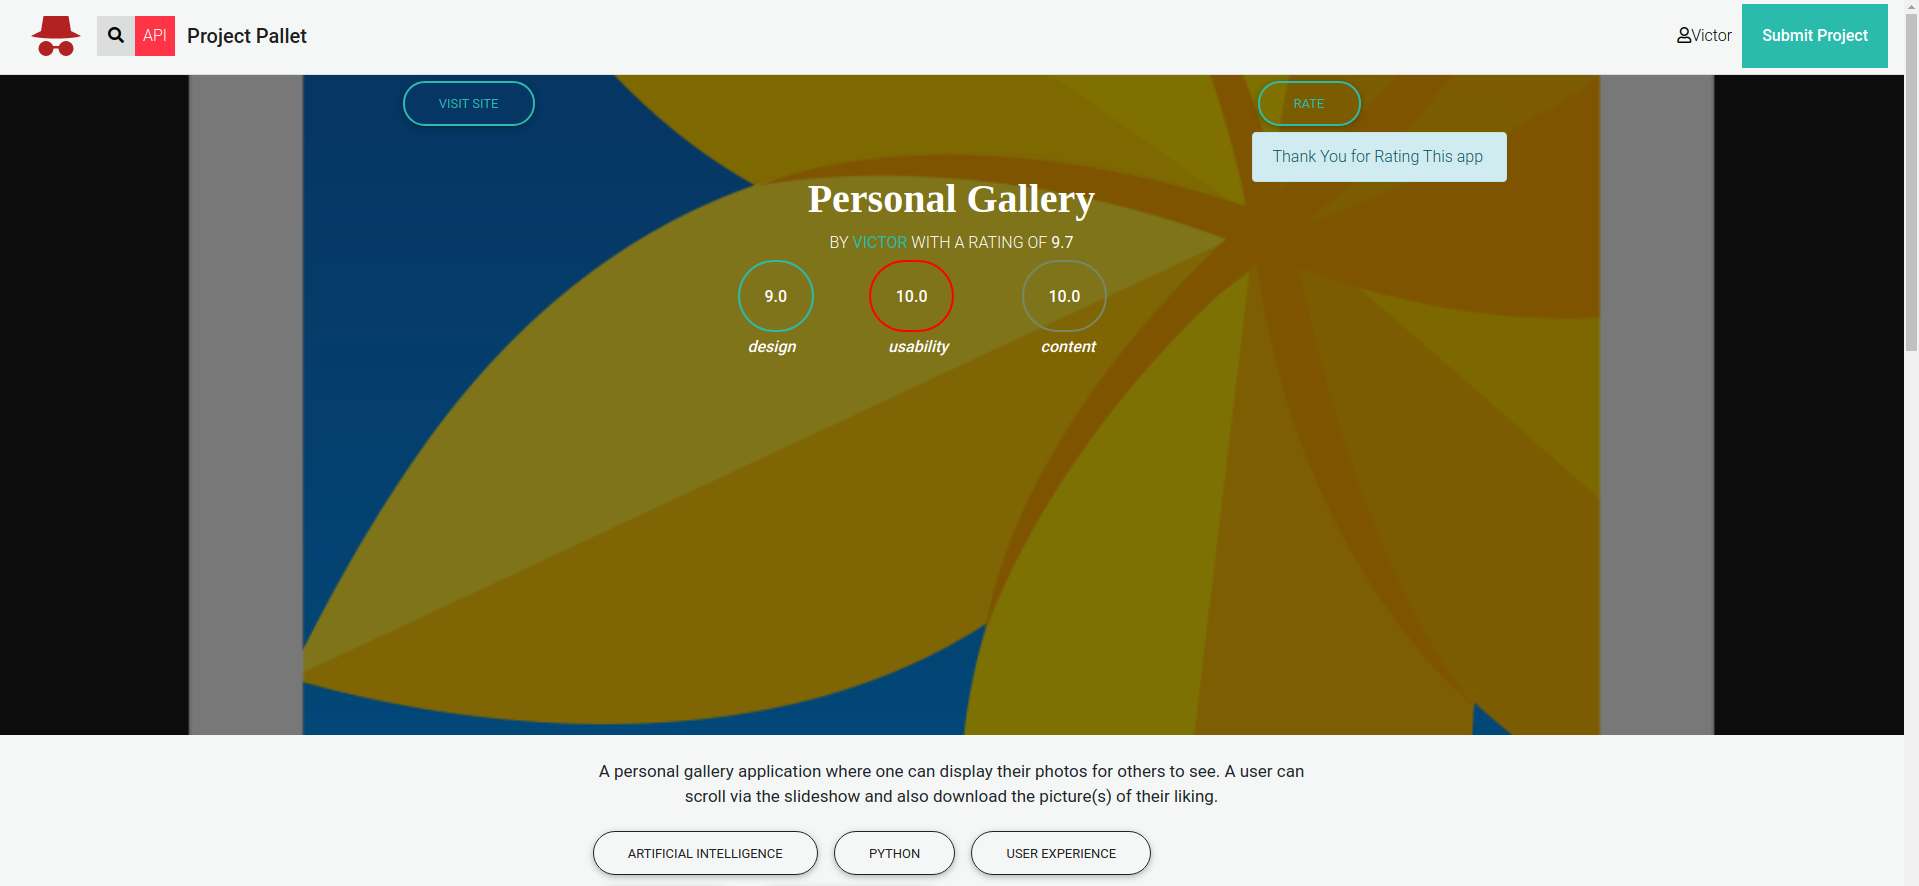 API Project Pallet
Victor
Submit Project
VISIT SITE
RATE
Thank You for Rating This app
Personal Gallery
BY VICTOR WITH A RATING OF 9.7
9.0 10.0 10.0
design usability content
A personal gallery application where one can display their photos for others to see. A user can
scroll via the slideshow and also download the picture(s) of their liking.
ARTIFICIAL INTELLIGENCE PYTHON USER EXPERIENCE